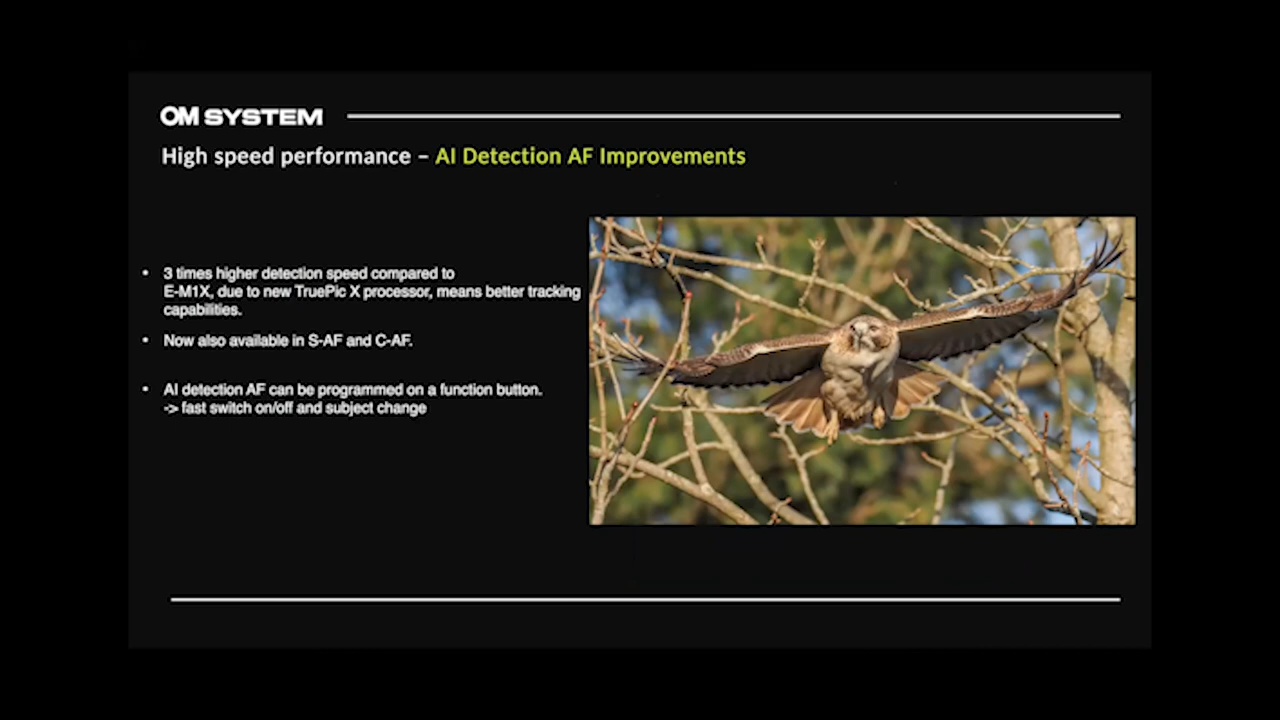 OM SYSTEM
High speed performance – AI Detection AF Improvements
• 3 times higher detection speed compared to
E-M1X, due to new TruePic X processor, means better tracking
capabilities.
• Now also available in S-AF and C-AF.
• AI detection AF can be programmed on a function button.
-> fast switch on/off and subject change